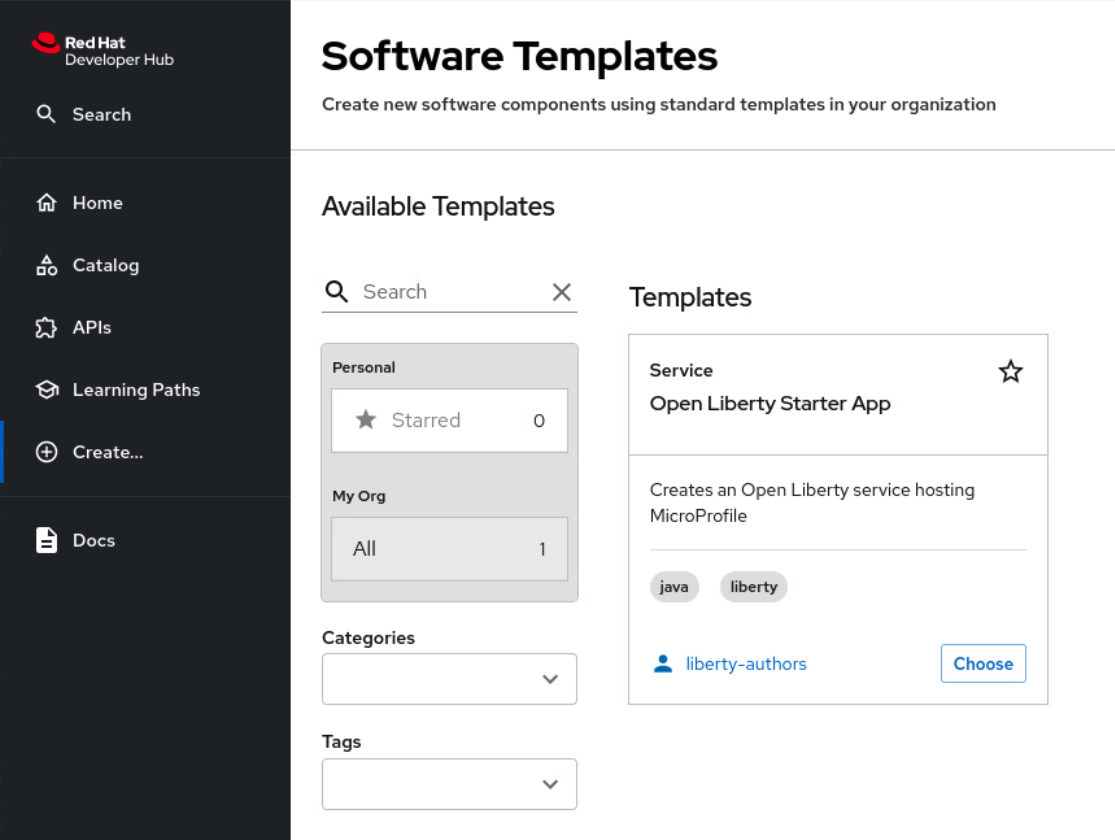 Red Hat
Developer Hub
Search
Home
Catalog
APIs
Learning Paths
Create...
Docs
Software Templates
Create new software components using standard templates in your organization
Available Templates
Search
Personal
Starred 0
My Org
All 1
Categories
Tags
Templates
Service
Open Liberty Starter App
Creates an Open Liberty service hosting
MicroProfile
java liberty
liberty-authors Choose